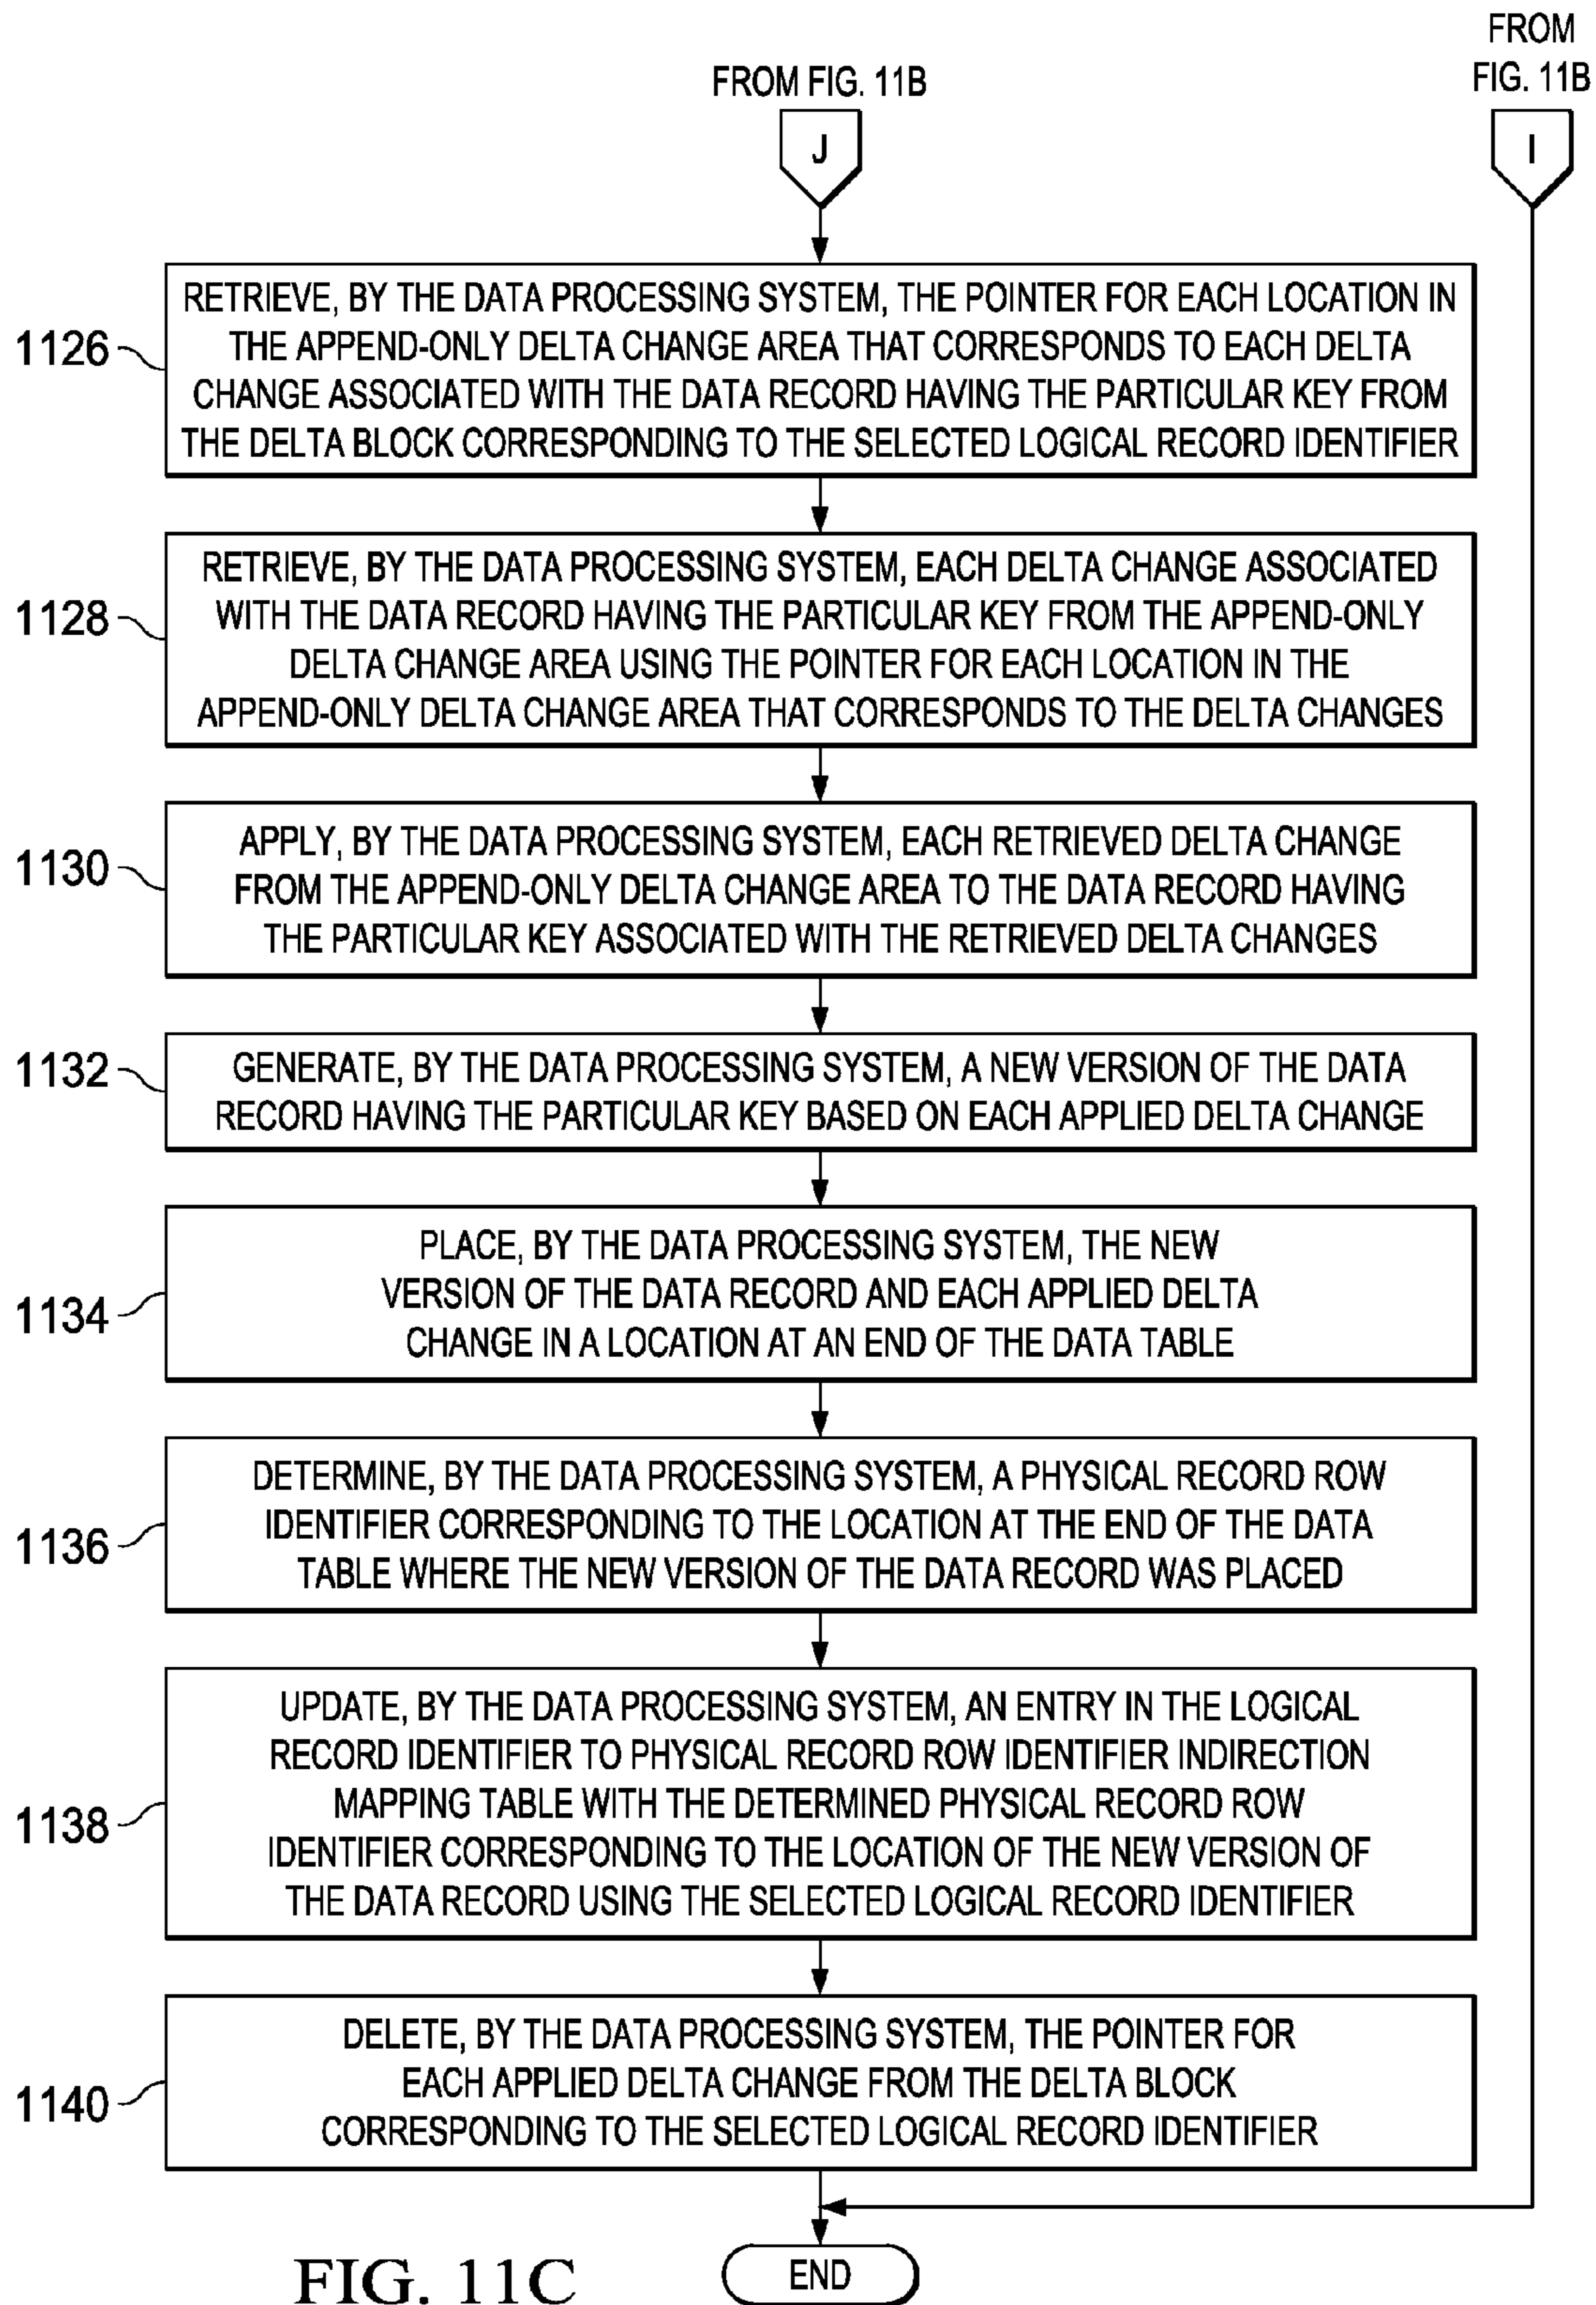 FROM FIG. 11B
J
FROM
FIG. 11B
I
1126
RETRIEVE, BY THE DATA PROCESSING SYSTEM, THE POINTER FOR EACH LOCATION IN
THE APPEND-ONLY DELTA CHANGE AREA THAT CORRESPONDS TO EACH DELTA
CHANGE ASSOCIATED WITH THE DATA RECORD HAVING THE PARTICULAR KEY FROM
THE DELTA BLOCK CORRESPONDING TO THE SELECTED LOGICAL RECORD IDENTIFIER
1128
RETRIEVE, BY THE DATA PROCESSING SYSTEM, EACH DELTA CHANGE ASSOCIATED
WITH THE DATA RECORD HAVING THE PARTICULAR KEY FROM THE APPEND-ONLY
DELTA CHANGE AREA USING THE POINTER FOR EACH LOCATION IN THE
APPEND-ONLY DELTA CHANGE AREA THAT CORRESPONDS TO THE DELTA CHANGES
1130
APPLY, BY THE DATA PROCESSING SYSTEM, EACH RETRIEVED DELTA CHANGE
FROM THE APPEND-ONLY DELTA CHANGE AREA TO THE DATA RECORD HAVING
THE PARTICULAR KEY ASSOCIATED WITH THE RETRIEVED DELTA CHANGES
1132
GENERATE, BY THE DATA PROCESSING SYSTEM, A NEW VERSION OF THE DATA
RECORD HAVING THE PARTICULAR KEY BASED ON EACH APPLIED DELTA CHANGE
1134
PLACE, BY THE DATA PROCESSING SYSTEM, THE NEW
VERSION OF THE DATA RECORD AND EACH APPLIED DELTA
CHANGE IN A LOCATION AT AN END OF THE DATA TABLE
1136
DETERMINE, BY THE DATA PROCESSING SYSTEM, A PHYSICAL RECORD ROW
IDENTIFIER CORRESPONDING TO THE LOCATION AT THE END OF THE DATA
TABLE WHERE THE NEW VERSION OF THE DATA RECORD WAS PLACED
1138
UPDATE, BY THE DATA PROCESSING SYSTEM, AN ENTRY IN THE LOGICAL
RECORD IDENTIFIER TO PHYSICAL RECORD ROW IDENTIFIER INDIRECTION
MAPPING TABLE WITH THE DETERMINED PHYSICAL RECORD ROW
IDENTIFIER CORRESPONDING TO THE LOCATION OF THE NEW VERSION OF
THE DATA RECORD USING THE SELECTED LOGICAL RECORD IDENTIFIER
1140
DELETE, BY THE DATA PROCESSING SYSTEM, THE POINTER FOR
EACH APPLIED DELTA CHANGE FROM THE DELTA BLOCK
CORRESPONDING TO THE SELECTED LOGICAL RECORD IDENTIFIER
END
FIG. 11C